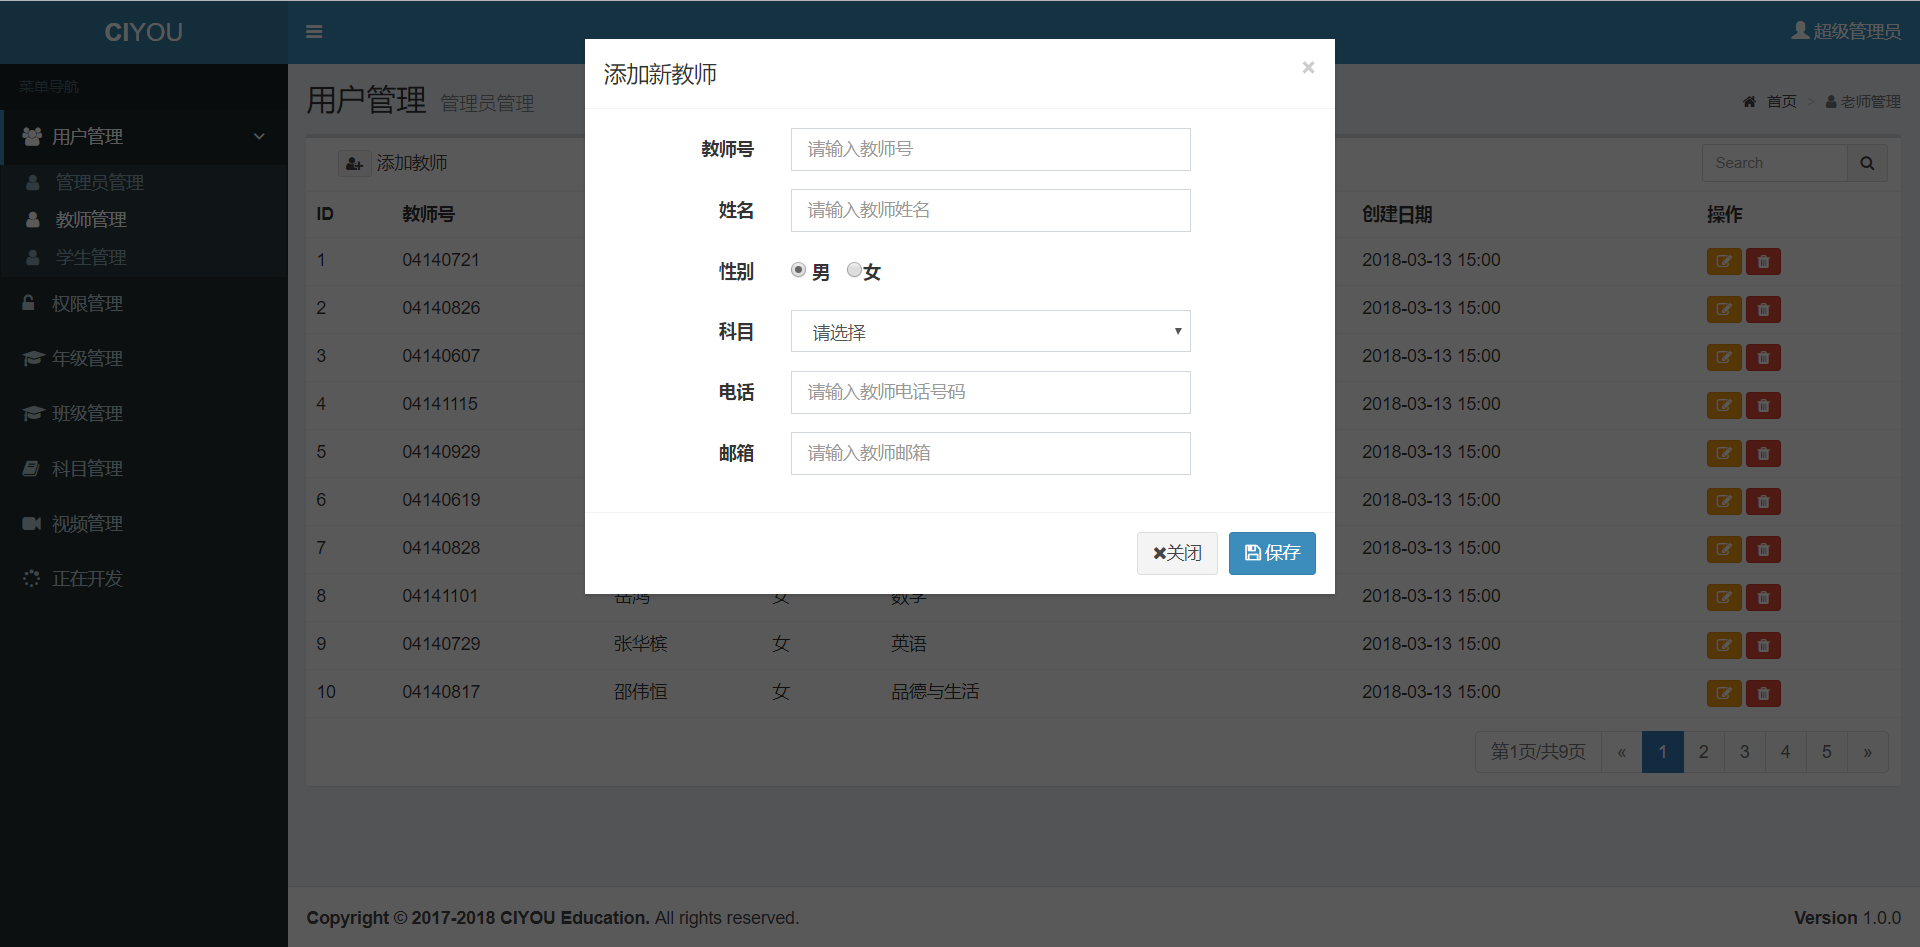 CIYOU
超级管理员
菜单导航
用户管理
管理员管理
教师管理
学生管理
权限管理
年级管理
班级管理
科目管理
视频管理
正在开发
用户管理 管理员管理
首页 > 老师管理
添加教师
Search
添加新教师 ×
教师号 请输入教师号
姓名 请输入教师姓名
性别 男 女
科目 请选择
电话 请输入教师电话号码
邮箱 请输入教师邮箱
关闭 保存
ID 教师号 创建日期 操作
1 04140721 2018-03-13 15:00
2 04140826 2018-03-13 15:00
3 04140607 2018-03-13 15:00
4 04141115 2018-03-13 15:00
5 04140929 2018-03-13 15:00
6 04140619 2018-03-13 15:00
7 04140828 2018-03-13 15:00
8 04141101 女 数学 2018-03-13 15:00
9 04140729 张华槟 女 英语 2018-03-13 15:00
10 04140817 邵伟恒 女 品德与生活 2018-03-13 15:00
第1页/共9页 « 1 2 3 4 5 »
Copyright © 2017-2018 CIYOU Education. All rights reserved.
Version 1.0.0